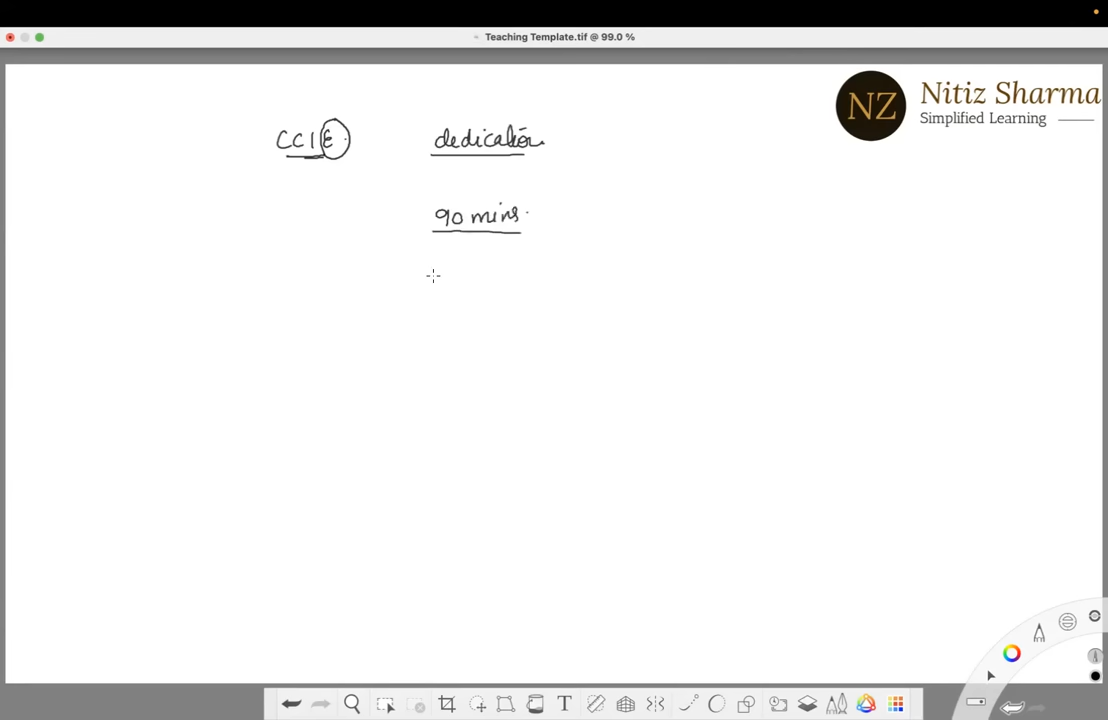 Teaching Template.tif @ 99.0 %
NZ
Nitiz Sharma
Simplified Learning
CCIE dedication
90 mins.
T